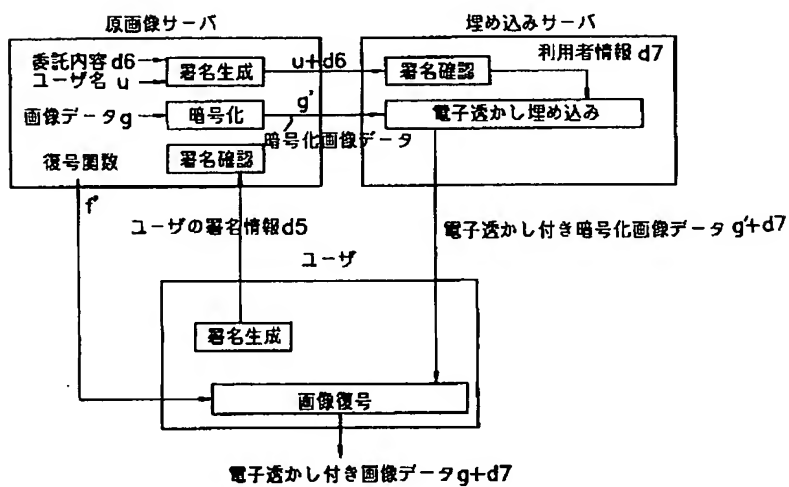 原画像サーバ
埋め込みサーバ
委託内容 d6
ユーザ名 u
署名生成
u+d6
署名確認
利用者情報 d7
画像データg
暗号化
g'
暗号化画像データ
電子透かし埋め込み
復号関数
署名確認
f'
ユーザの署名情報d5
電子透かし付き暗号化画像データ g'+d7
ユーザ
署名生成
画像復号
電子透かし付き画像データg+d7